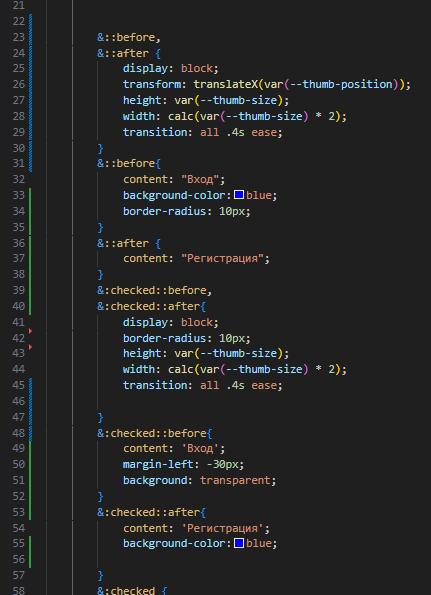 21
22
23 &::before,
24 &::after {
25 display: block;
26 transform: translateX(var(--thumb-position));
27 height: var(--thumb-size);
28 width: calc(var(--thumb-size) * 2);
29 transition: all .4s ease;
30 }
31 &::before{
32 content: "Вход";
33 background-color: blue;
34 border-radius: 10px;
35 }
36 &::after {
37 content: "Регистрация";
38 }
39 &:checked::before,
40 &:checked::after{
41 display: block;
42 border-radius: 10px;
43 height: var(--thumb-size);
44 width: calc(var(--thumb-size) * 2);
45 transition: all .4s ease;
46
47 }
48 &:checked::before{
49 content: 'Вход';
50 margin-left: -30px;
51 background: transparent;
52 }
53 &:checked::after{
54 content: 'Регистрация';
55 background-color: blue;
56
57 }
58 &:checked {